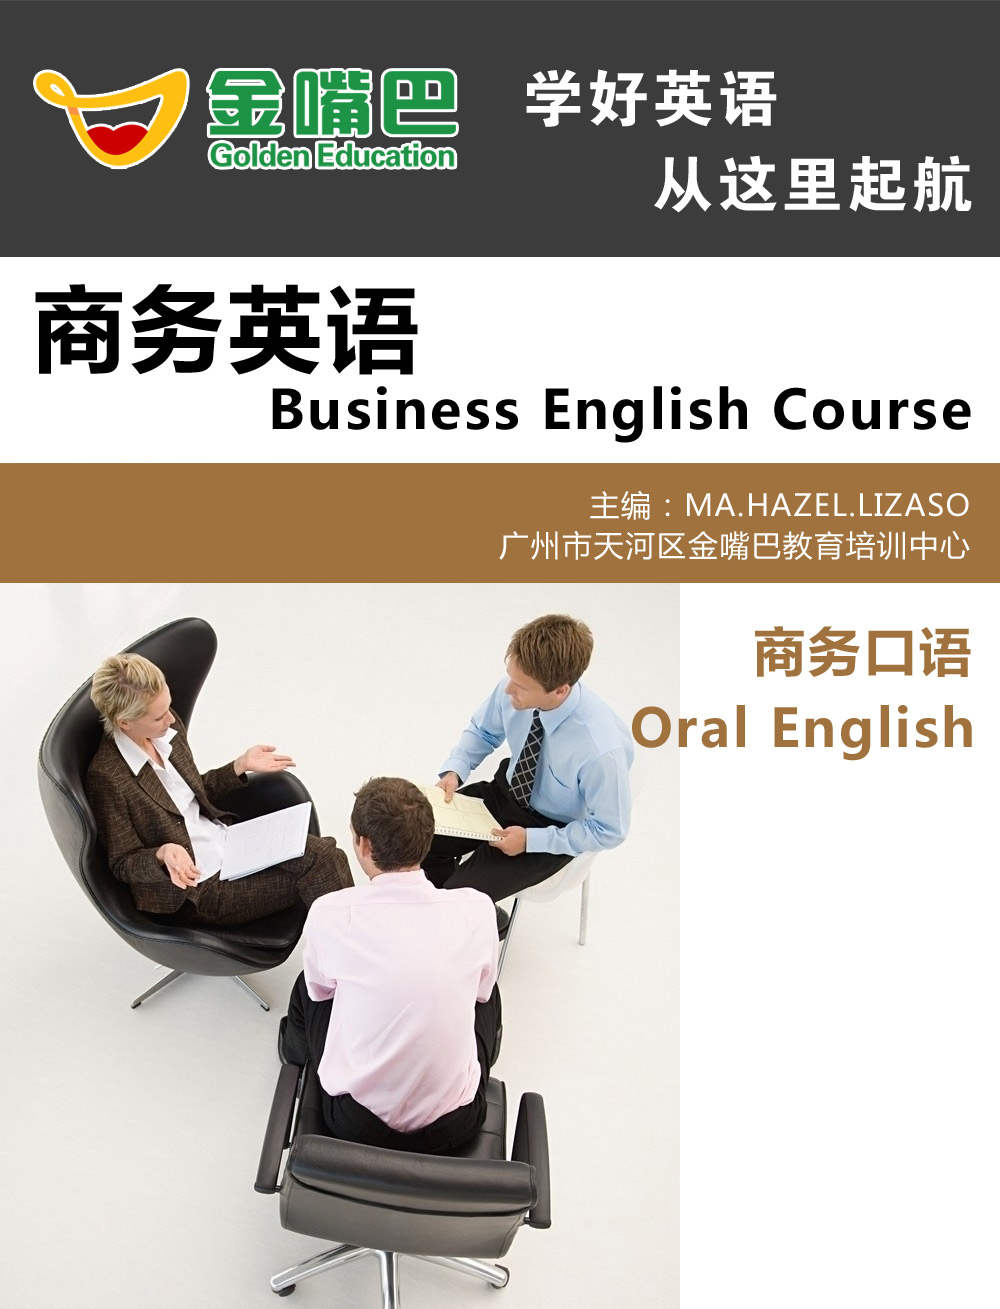 金嘴巴
Golden Education
学好英语
从这里起航
商务英语
Business English Course
主编：MA.HAZEL.LIZASO
广州市天河区金嘴巴教育培训中心
商务口语
Oral English